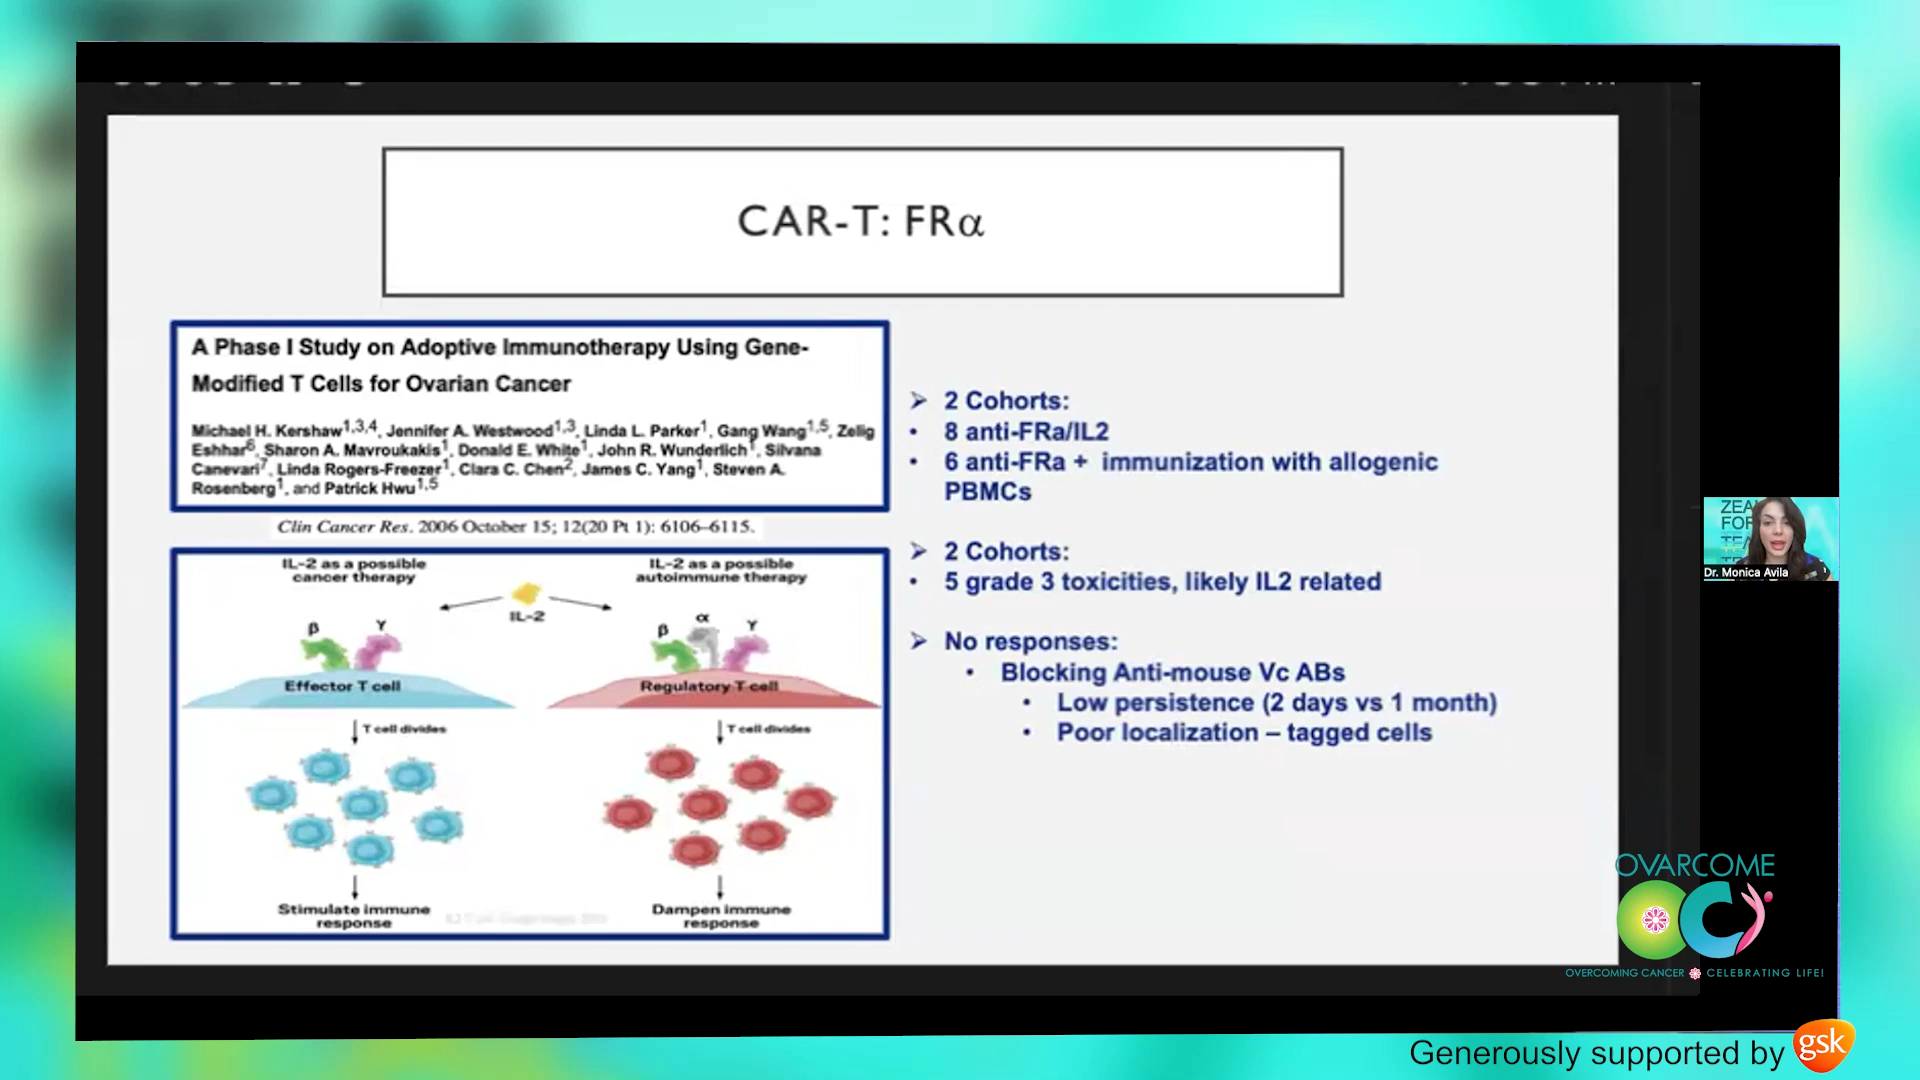 CAR-T: FRα
A Phase I Study on Adoptive Immunotherapy Using Gene-
Modified T Cells for Ovarian Cancer
Michael H. Kershaw1,3,4, Jennifer A. Westwood1,3, Linda L. Parker1, Gang Wang1,5, Zelig
Eshhar6, Sharon A. Mavroukakis1, Donald E. White1, John R. Wunderlich1, Silvana
Canevari7, Linda Rogers-Freezer1, Clara C. Chen2, James C. Yang1, Steven A.
Rosenberg1, and Patrick Hwu1,5
Clin Cancer Res. 2006 October 15; 12(20 Pt 1): 6106–6115.
IL-2 as a possible
cancer therapy
IL-2 as a possible
autoimmune therapy
IL-2
β γ
β α γ
Effector T cell
Regulatory T cell
T cell divides
T cell divides
Stimulate immune
response
Dampen immune
response
➢ 2 Cohorts:
• 8 anti-FRa/IL2
• 6 anti-FRa + immunization with allogenic
PBMCs
➢ 2 Cohorts:
• 5 grade 3 toxicities, likely IL2 related
➢ No responses:
• Blocking Anti-mouse Vc ABs
• Low persistence (2 days vs 1 month)
• Poor localization – tagged cells
ZEA
FOR
Dr. Monica Avila
OVARCOME
OC
OVERCOMING CANCER CELEBRATING LIFE!
Generously supported by
gsk